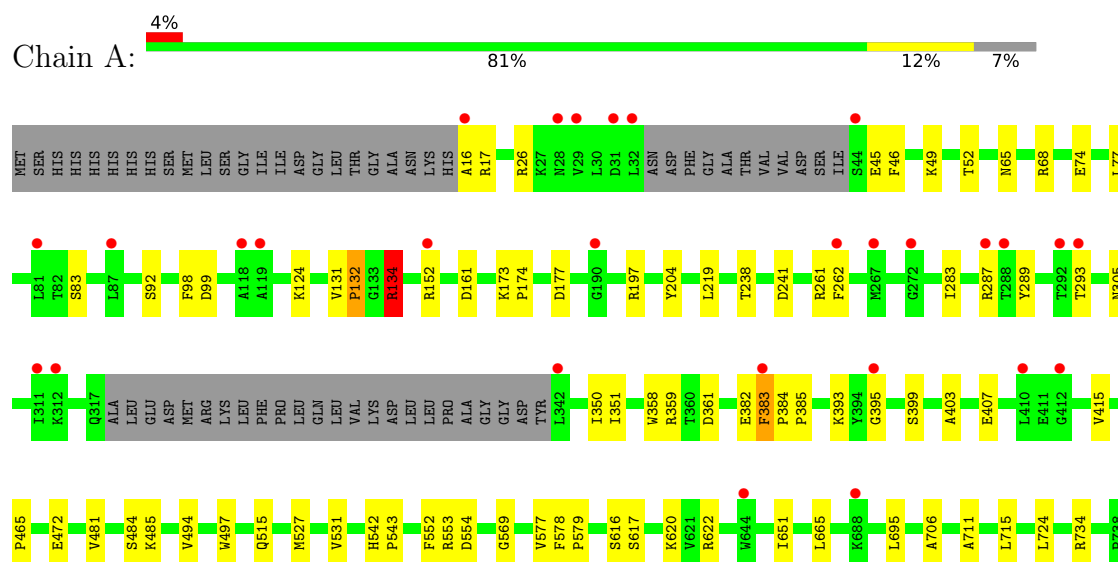 4%
Chain A:
81% 12% 7%
MET SER HIS HIS HIS HIS HIS HIS SER MET LEU SER GLY ILE ILE ASP GLY LEU THR GLY ALA ASN LYS HIS A16 R17 R26 K27 N28 V29 L30 D31 L32 ASN ASP PHE GLY ALA THR VAL VAL ASP SER ILE S44 E45 F46 K49 T52 N65 R68 E74
L81 T82 S83 L87 S92 F98 D99 A118 A119 K124 V131 P132 G133 R134 R152 D161 K173 P174 D177 G190 R197 Y204 L219 T238 D241 R261 F262 M267 G272 I283 R287 T288 Y289 T292 T293 N305
I311 K312 Q317 ALA LEU GLU ASP MET ARG LYS LEU PHE PRO LEU GLN LEU VAL LYS ASP LEU LEU PRO ALA GLY GLY ASP TYR L342 I350 I351 W358 R359 T360 D361 E382 F383 P384 P385 K393 Y394 G395 S399 A403 E407 L410 E411 G412 V415
P465 E472 V481 S484 K485 V494 W497 Q515 M527 V531 H542 P543 F552 R553 D554 G569 V577 F578 P579 S616 S617 K620 V621 R622 W644 I651 L665 K688 L695 A706 A711 L715 L724 R734